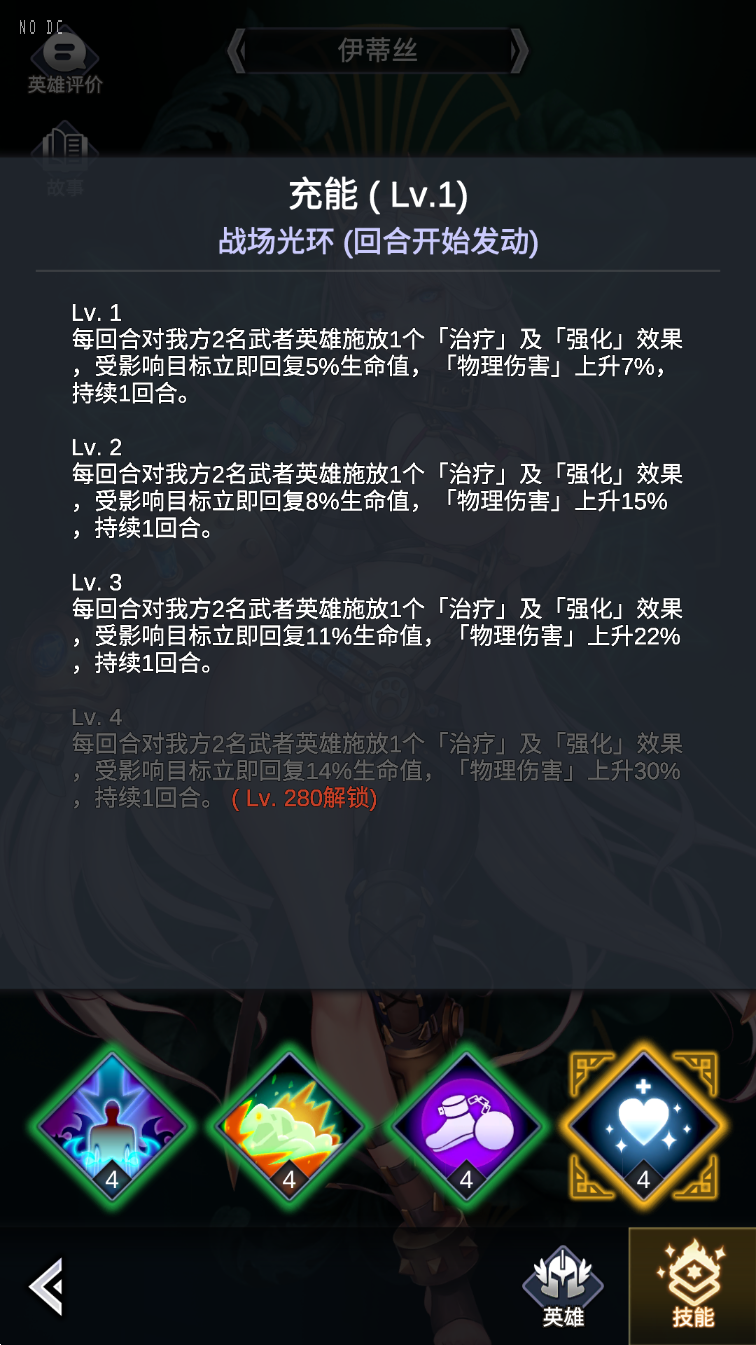 NO DC
伊蒂丝
英雄评价
故事
充能 ( Lv.1)
战场光环 (回合开始发动)
Lv. 1
每回合对我方2名武者英雄施放1个「治疗」及「强化」效果
，受影响目标立即回复5%生命值，「物理伤害」上升7%，
持续1回合。
Lv. 2
每回合对我方2名武者英雄施放1个「治疗」及「强化」效果
，受影响目标立即回复8%生命值，「物理伤害」上升15%
，持续1回合。
Lv. 3
每回合对我方2名武者英雄施放1个「治疗」及「强化」效果
，受影响目标立即回复11%生命值，「物理伤害」上升22%
，持续1回合。
Lv. 4
每回合对我方2名武者英雄施放1个「治疗」及「强化」效果
，受影响目标立即回复14%生命值，「物理伤害」上升30%
，持续1回合。 ( Lv. 280解锁)
4
4
4
4
英雄
技能